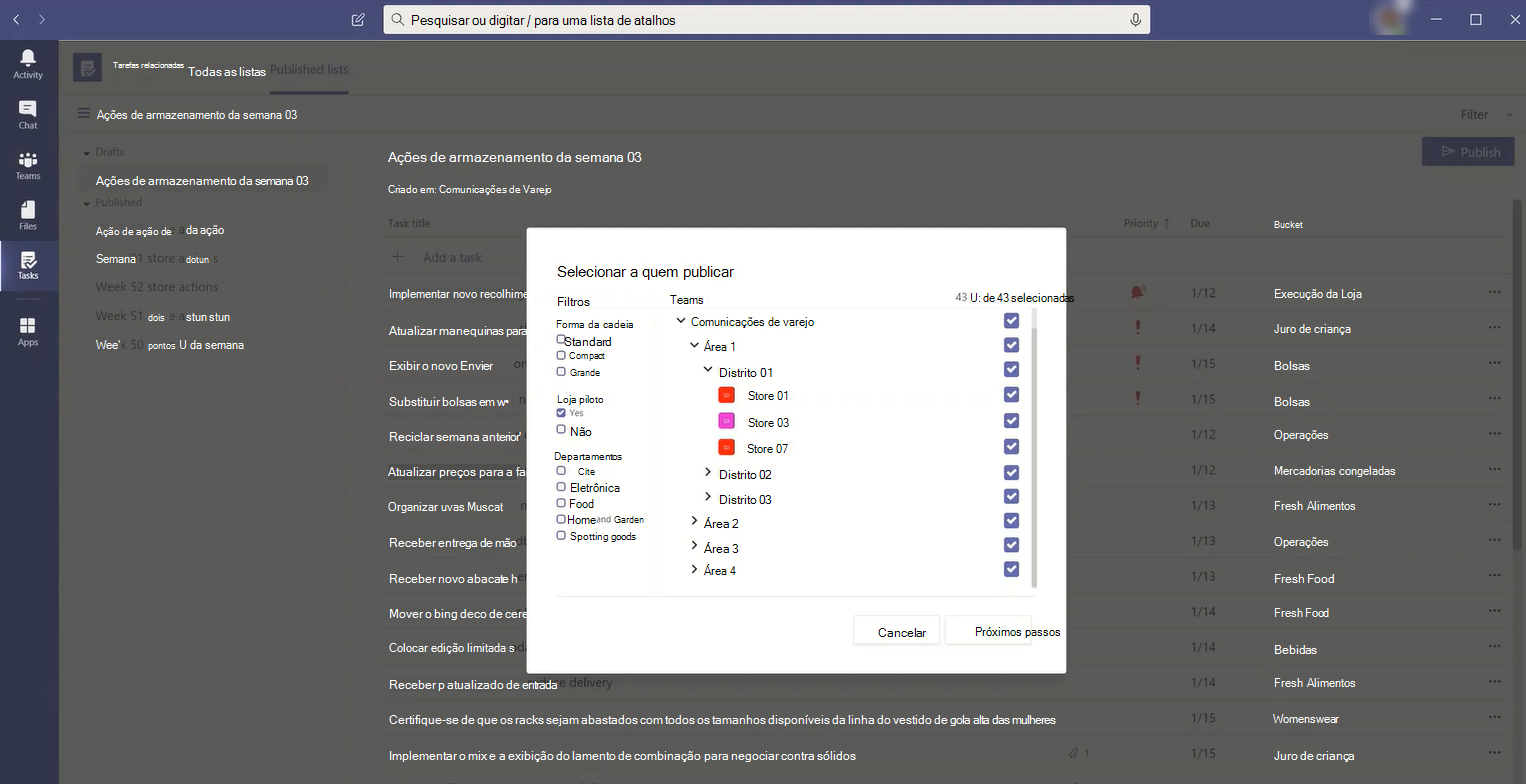 Pesquisar ou digitar / para uma lista de atalhos
Activity
Chat
Teams
Files
Tasks
Apps
Tarefas relacionadas Todas as listas Published lists
Ações de armazenamento da semana 03
Filter
Drafts
Ações de armazenamento da semana 03
Published
Ação de ação de da ação
Semana 01 store a dotun s
Week 52 store actions
Week 51 dois e a stun stun
Wee' 50 pontos U da semana
Ações de armazenamento da semana 03
Publish
Criado em: Comunicações de Varejo
Task title Priority ↑ Due Bucket
+ Add a task
Implementar novo recolhime 1/12 Execução da Loja ...
Atualizar manequins para 1/14 Juro de criança ...
Exibir o novo Envier on 1/15 Bolsas ...
Substituir bolsas em w• n 1/15 Bolsas ...
Reciclar semana anterior' 1/12 Operações ...
Atualizar preços para a fa 1/12 Mercadorias congeladas ...
Organizar uvas Muscat n 1/13 Fresh Alimentos ...
Receber entrega de mão 1/13 Operações ...
Receber novo abacate h 1/13 Fresh Food ...
Mover o bing deco de cere 1/14 Fresh Food ...
Colocar edição limitada s 1/14 Bebidas ...
Receber p atualizado de entrada e delivery 1/14 Fresh Alimentos ...
Certifique-se de que os racks sejam abastados com todos os tamanhos disponíveis da linha do vestido de gola alta das mulheres 1/15 Womenswear ...
Implementar o mix e a exibição do lamento de combinação para negociar contra sólidos 1 1/15 Juro de criança ...
Selecionar a quem publicar
Filtros
Forma da cadeia
Standard
Compact
Grande
Loja piloto
Yes
Não
Departamentos
Cite
Eletrônica
Food
Home and Garden
Spotting goods
Teams 43 U: de 43 selecionadas
Comunicações de varejo
Área 1
Distrito 01
SO Store 01
SO Store 03
SO Store 07
Distrito 02
Distrito 03
Área 2
Área 3
Área 4
Cancelar Próximos passos